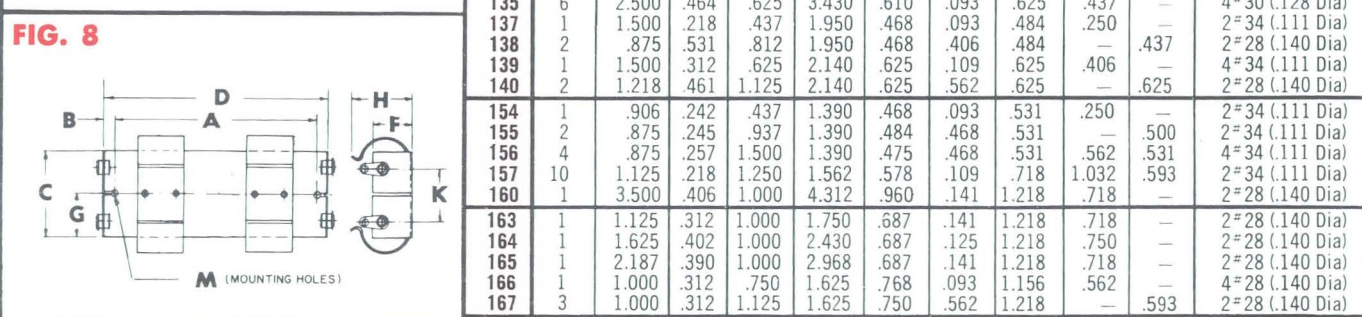 FIG. 8
D
H
B
A
F
C
G
K
M (MOUNTING HOLES)
135 6 2.500 .464 .625 3.430 .610 .093 .625 .437 — 4#30 (.128 Dia)
137 1 1.500 .218 .437 1.950 .468 .093 .484 .250 — 2#34 (.111 Dia)
138 2 .875 .531 .812 1.950 .468 .406 .484 — .437 2#28 (.140 Dia)
139 1 1.500 .312 .625 2.140 .625 .109 .625 .406 — 4#34 (.111 Dia)
140 2 1.218 .461 1.125 2.140 .625 .562 .625 — .625 2#28 (.140 Dia)
154 1 .906 .242 .437 1.390 .468 .093 .531 .250 — 2#34 (.111 Dia)
155 2 .875 .245 .937 1.390 .484 .468 .531 — .500 2#34 (.111 Dia)
156 4 .875 .257 1.500 1.390 .475 .468 .531 .562 .531 4#34 (.111 Dia)
157 10 1.125 .218 1.250 1.562 .578 .109 .718 1.032 .593 2#34 (.111 Dia)
160 1 3.500 .406 1.000 4.312 .960 .141 1.218 .718 — 2#28 (.140 Dia)
163 1 1.125 .312 1.000 1.750 .687 .141 1.218 .718 — 2#28 (.140 Dia)
164 1 1.625 .402 1.000 2.430 .687 .125 1.218 .750 — 2#28 (.140 Dia)
165 1 2.187 .390 1.000 2.968 .687 .141 1.218 .718 — 2#28 (.140 Dia)
166 1 1.000 .312 .750 1.625 .768 .093 1.156 .562 — 4#28 (.140 Dia)
167 3 1.000 .312 1.125 1.625 .750 .562 1.218 — .593 2#28 (.140 Dia)